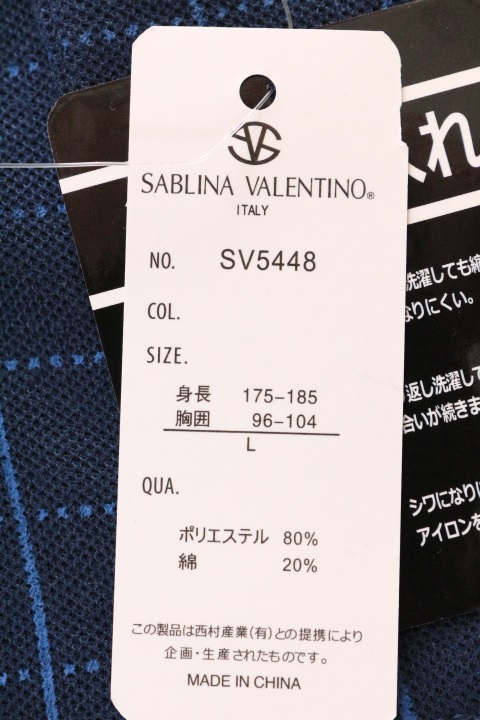 SABLINA VALENTINO®
ITALY
NO. SV5448
COL.
SIZE.
身長 175-185
胸囲 96-104
L
QUA.
ポリエステル 80%
綿 20%
この製品は西村産業(有)との提携により
企画・生産されたものです。
MADE IN CHINA
れ
洗濯しても縮
なりにくい。
返し洗濯して
合いが続きま
シワになりに
アイロンを